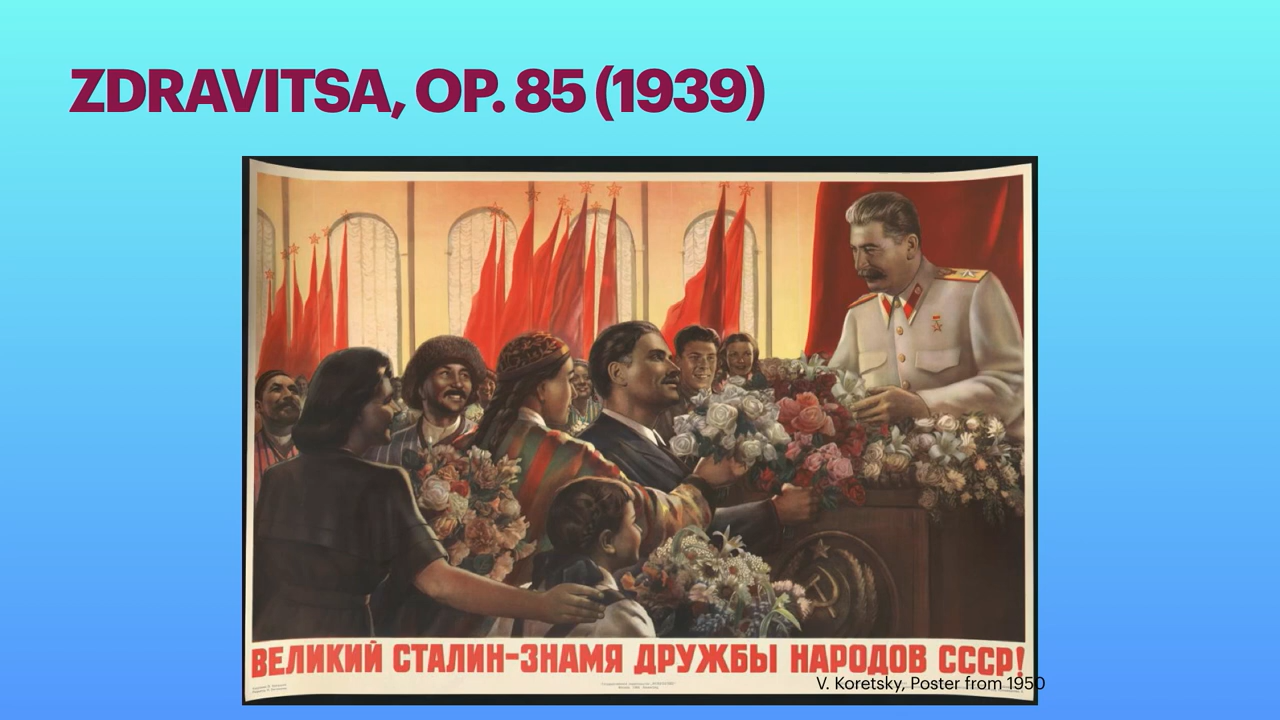 ZDRAVITSA, OP. 85 (1939)
ВЕЛИКИЙ СТАЛИН-ЗНАМЯ ДРУЖБЫ НАРОДОВ СССР!
V. Koretsky, Poster from 1950